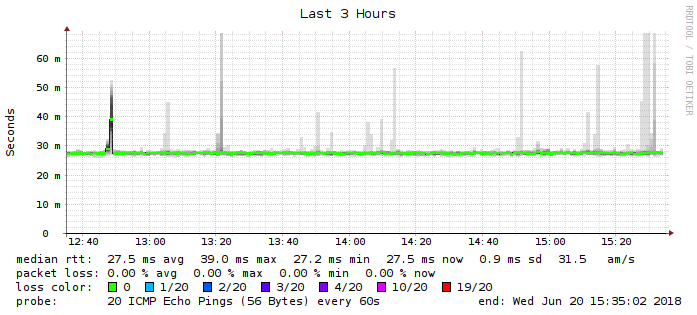 Last 3 Hours
RRDTOOL / TOBI OETIKER
Seconds
60 m
50 m
40 m
30 m
20 m
10 m
0
12:40 13:00 13:20 13:40 14:00 14:20 14:40 15:00 15:20
median rtt: 27.5 ms avg 39.0 ms max 27.2 ms min 27.5 ms now 0.9 ms sd 31.5 am/s
packet loss: 0.00 % avg 0.00 % max 0.00 % min 0.00 % now
loss color: 0 1/20 2/20 3/20 4/20 10/20 19/20
probe: 20 ICMP Echo Pings (56 Bytes) every 60s end: Wed Jun 20 15:35:02 2018